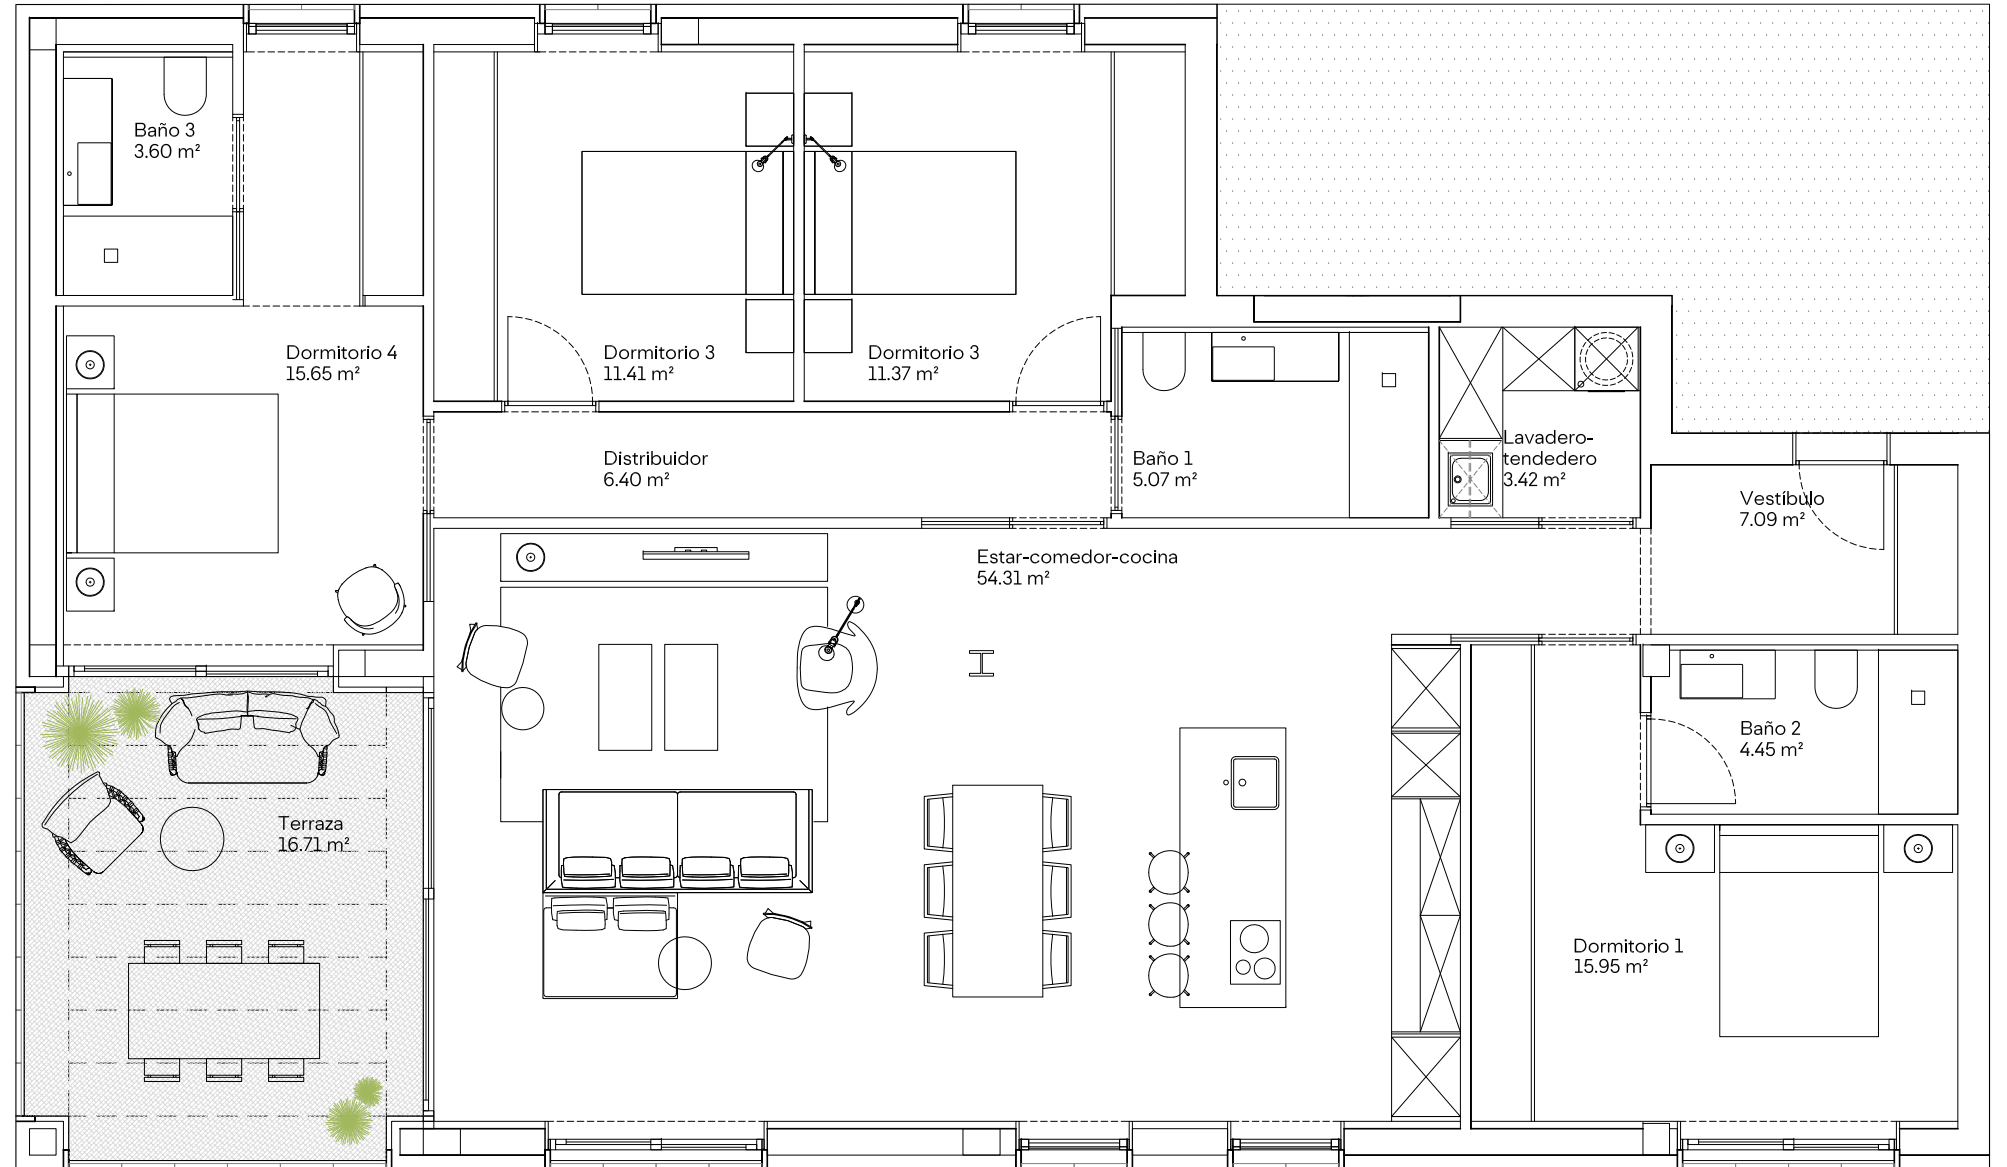 Baño 3
3.60 m²
Dormitorio 4
15.65 m²
Dormitorio 3
11.41 m²
Dormitorio 3
11.37 m²
Distribuidor
6.40 m²
Baño 1
5.07 m²
Lavadero-
tendedero
3.42 m²
Vestíbulo
7.09 m²
Estar-comedor-cocina
54.31 m²
Baño 2
4.45 m²
Terraza
16.71 m²
Dormitorio 1
15.95 m²